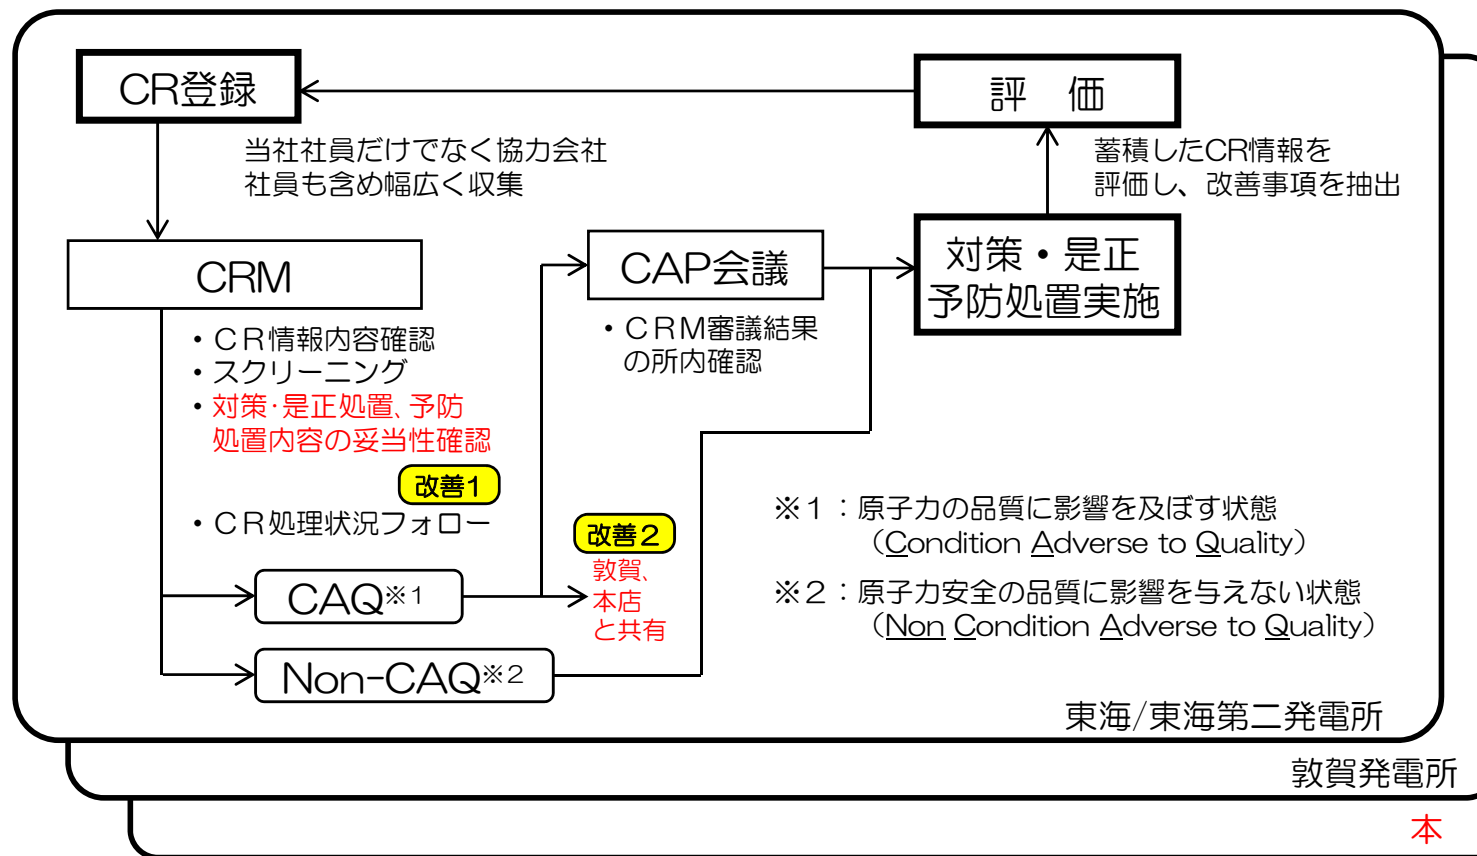 CR登録
評　価
当社社員だけでなく協力会社
社員も含め幅広く収集
蓄積したCR情報を
評価し、改善事項を抽出
CRM
CAP会議
対策・是正
予防処置実施
・ＣＲ情報内容確認
・スクリーニング
・対策・是正処置、予防
処置内容の妥当性確認
改善1
・ＣＲ処理状況フォロー
・ＣＲＭ審議結果
の所内確認
改善２
敦賀、
本店
と共有
CAQ※1
Non-CAQ※2
※１：原子力の品質に影響を及ぼす状態
（Condition Adverse to Quality）
※２：原子力安全の品質に影響を与えない状態
（Non Condition Adverse to Quality）
東海/東海第二発電所
敦賀発電所
本